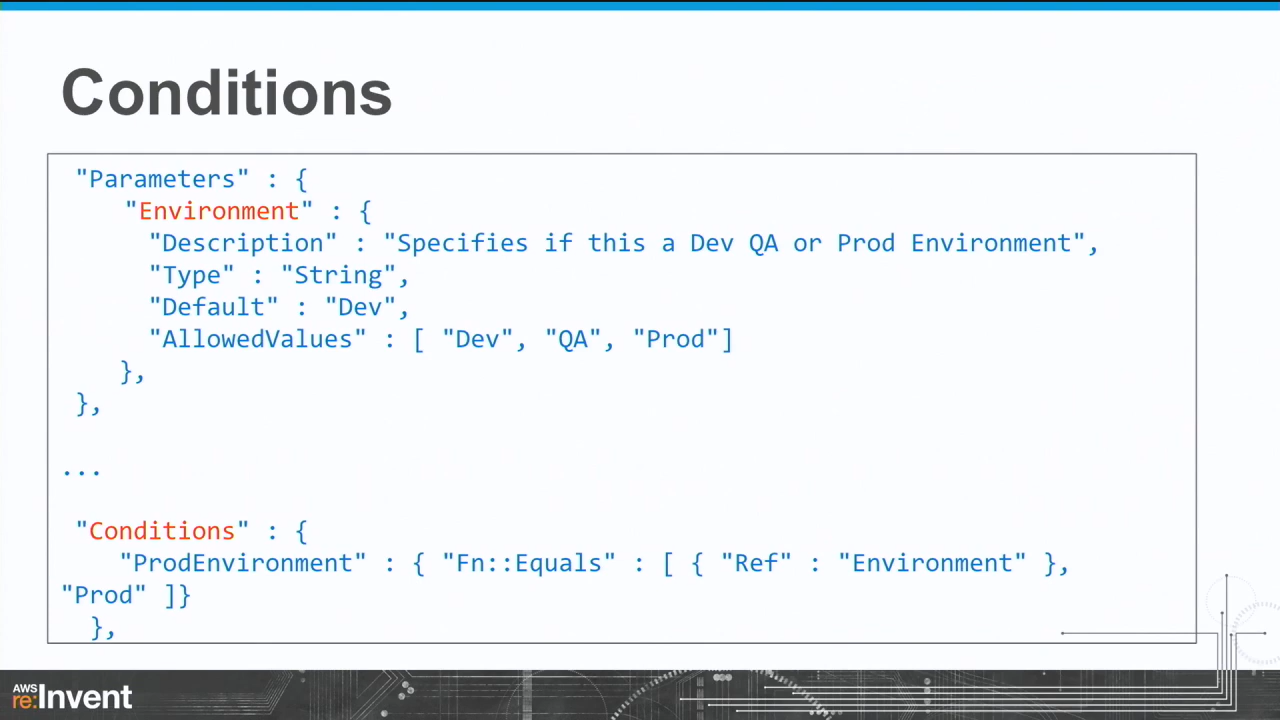 Conditions
"Parameters" : {
"Environment" : {
"Description" : "Specifies if this a Dev QA or Prod Environment",
"Type" : "String",
"Default" : "Dev",
"AllowedValues" : [ "Dev", "QA", "Prod"]
},
},
...
"Conditions" : {
"ProdEnvironment" : { "Fn::Equals" : [ { "Ref" : "Environment" },
"Prod" ]}
},
AWS
re:Invent